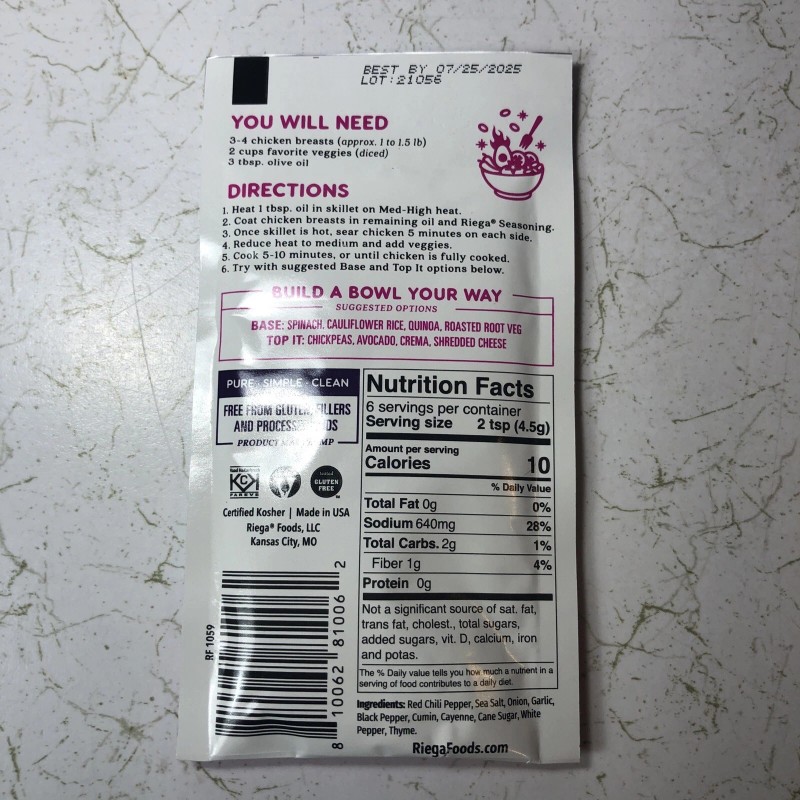 BEST BY 07/25/2025
LOT:21056
YOU WILL NEED
3-4 chicken breasts (approx. 1 to 1.5 lb)
2 cups favorite veggies (diced)
3 tbsp. olive oil
DIRECTIONS
1. Heat 1 tbsp. oil in skillet on Med-High heat.
2. Coat chicken breasts in remaining oil and Riega® Seasoning.
3. Once skillet is hot, sear chicken 5 minutes on each side.
4. Reduce heat to medium and add veggies.
5. Cook 5-10 minutes, or until chicken is fully cooked.
6. Try with suggested Base and Top It options below.
BUILD A BOWL YOUR WAY
SUGGESTED OPTIONS
BASE: SPINACH, CAULIFLOWER RICE, QUINOA, ROASTED ROOT VEG
TOP IT: CHICKPEAS, AVOCADO, CREMA, SHREDDED CHEESE
PURE · SIMPLE · CLEAN
FREE FROM GLUTEN, FILLERS
AND
PRODUCT
GLUTEN
FREE
Certified Kosher | Made in USA
Riega® Foods, LLC
Kansas City, MO
RF1059
8 10062 81006 2
Nutrition Facts
6 servings per container
Serving size 2 tsp (4.5g)
Amount per serving
Calories 10
% Daily Value
Total Fat 0g 0%
Sodium 640mg 28%
Total Carbs. 2g 1%
Fiber 1g 4%
Protein 0g
Not a significant source of sat. fat,
trans fat, cholest., total sugars,
added sugars, vit. D, calcium, iron
and potas.
The % Daily value tells you how much a nutrient in a
serving of food contributes to a daily diet.
Ingredients: Red Chili Pepper, Sea Salt, Onion, Garlic,
Black Pepper, Cumin, Cayenne, Cane Sugar, White
Pepper, Thyme.
RiegaFoods.com